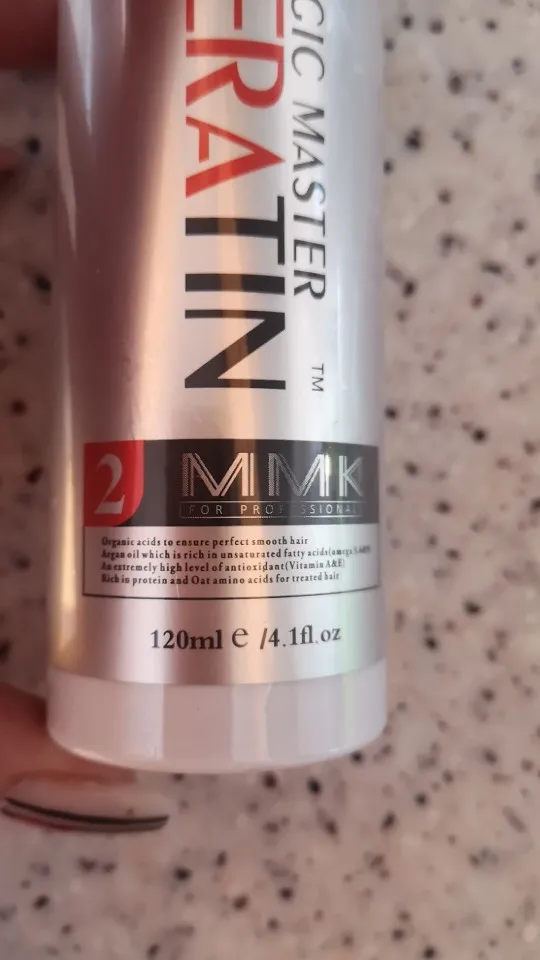 GIC MASTER
ERATIN
TM
2
MMK
FOR PROFESSIONAL
Organic acids to ensure perfect smooth hair
Argan oil which is rich in unsaturated fatty acids(omega
An extremely high level of antioxidant(Vitamin A&E)
Rich in protein and Oat amino acids for treated hair
120ml e /4.1fl.oz